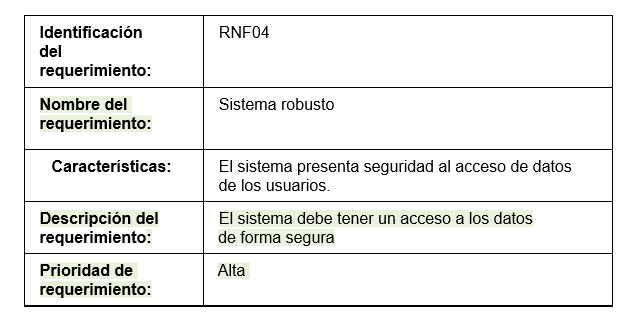 Identificación RNF04
del
requerimiento:
Nombre del Sistema robusto
requerimiento:
Características: El sistema presenta seguridad al acceso de datos
de los usuarios.
Descripción del El sistema debe tener un acceso a los datos
requerimiento: de forma segura
Prioridad de Alta
requerimiento: